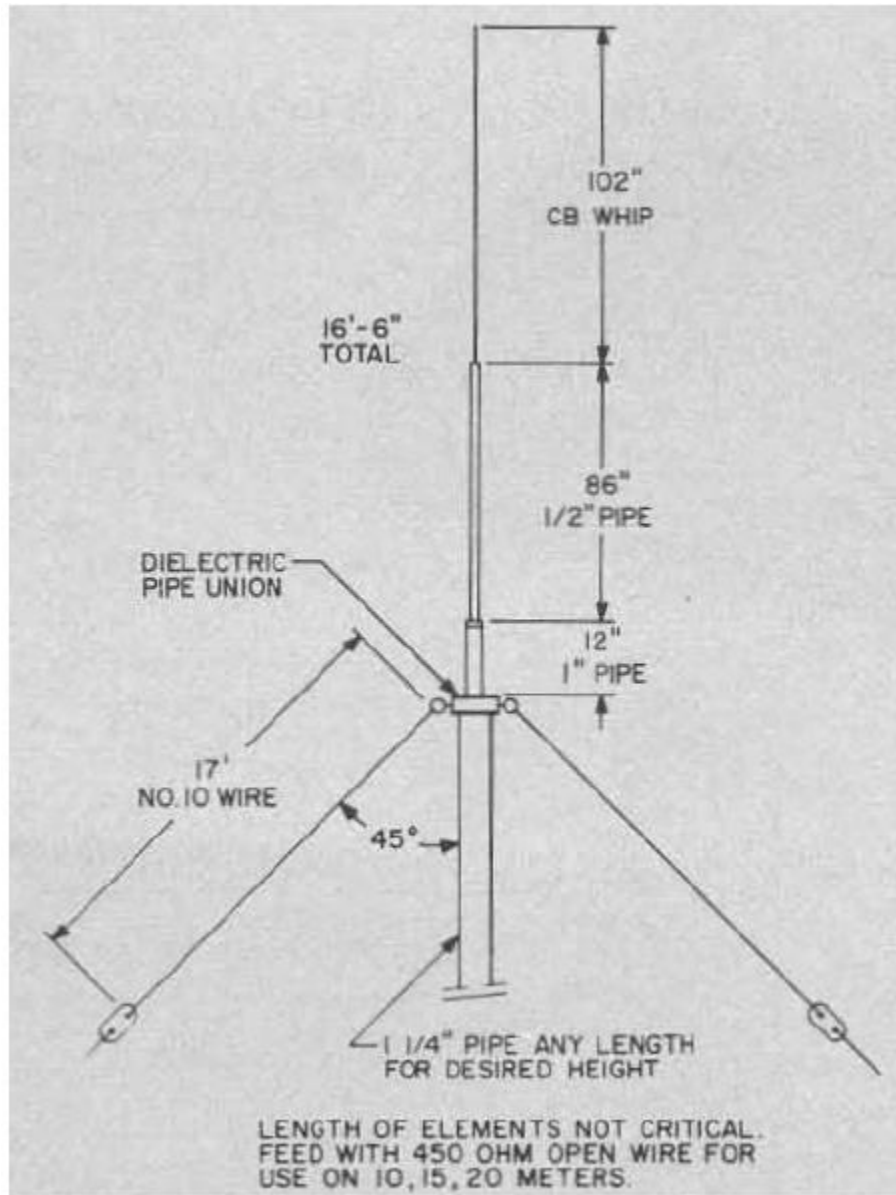 102"
CB WHIP
16'-6"
TOTAL
86"
1/2" PIPE
DIELECTRIC
PIPE UNION
12"
1" PIPE
17'
NO. 10 WIRE
45°
1 1/4" PIPE ANY LENGTH
FOR DESIRED HEIGHT
LENGTH OF ELEMENTS NOT CRITICAL.
FEED WITH 450 OHM OPEN WIRE FOR
USE ON 10, 15, 20 METERS.